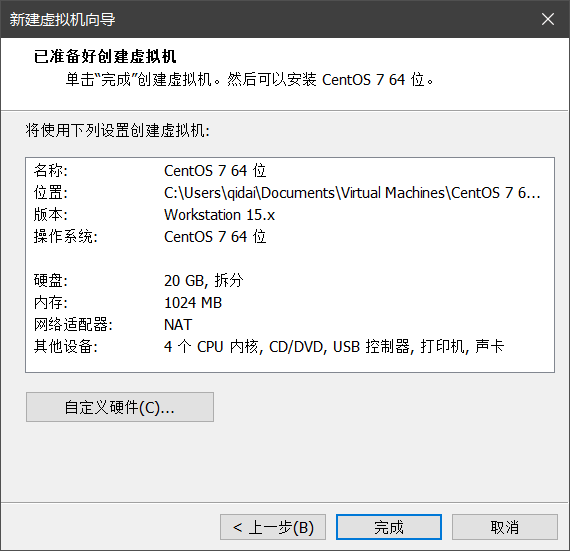 新建虚拟机向导
已准备好创建虚拟机
单击“完成”创建虚拟机。然后可以安装 CentOS 7 64 位。
将使用下列设置创建虚拟机:
名称: CentOS 7 64 位
位置: C:\Users\qidai\Documents\Virtual Machines\CentOS 7 6...
版本: Workstation 15.x
操作系统: CentOS 7 64 位
硬盘: 20 GB, 拆分
内存: 1024 MB
网络适配器: NAT
其他设备: 4 个 CPU 内核, CD/DVD, USB 控制器, 打印机, 声卡
自定义硬件(C)...
< 上一步(B) 完成 取消